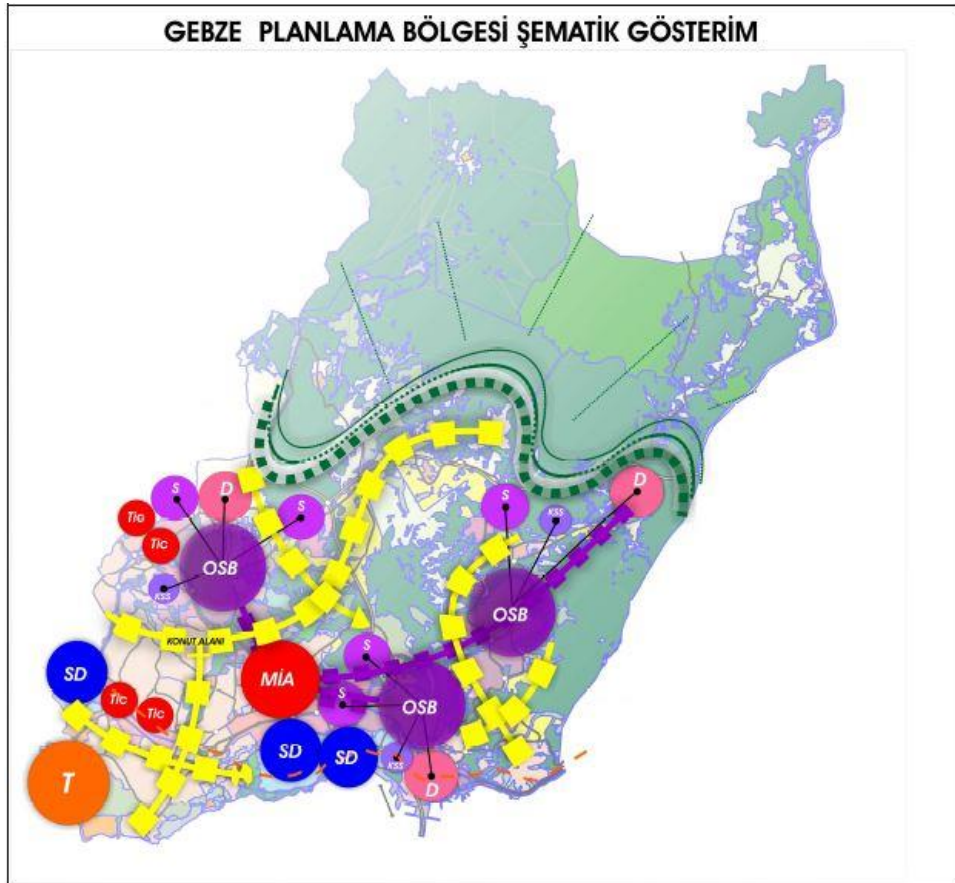 GEBZE PLANLAMA BÖLGESİ ŞEMATİK GÖSTERİM
D
S
D
S
S
Tic
KSS
Tic
OSB
KSS
OSB
KONUT ALANI
S
SD
MİA
Tic
S
OSB
Tic
SD
SD
KSS
T
D